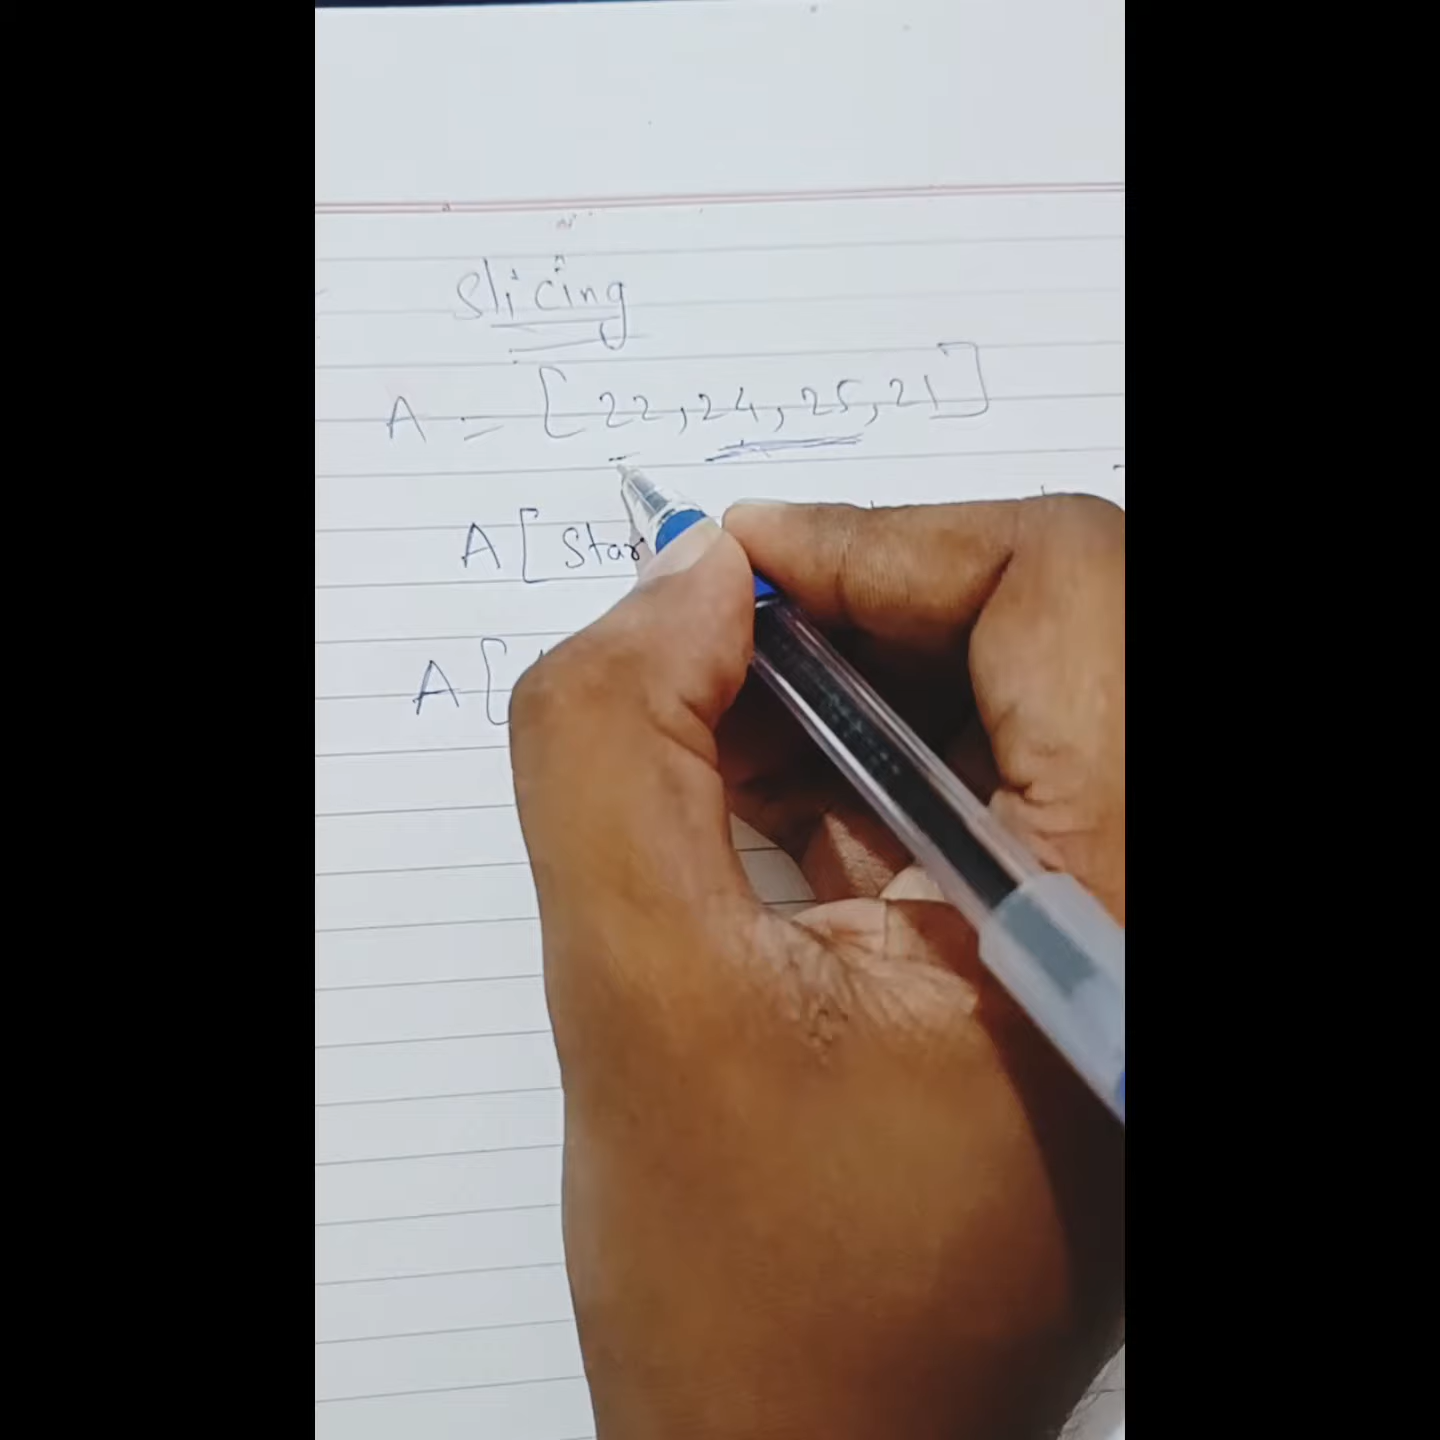 Slicing
A = [22, 24, 25, 21]
A [ Star
A [